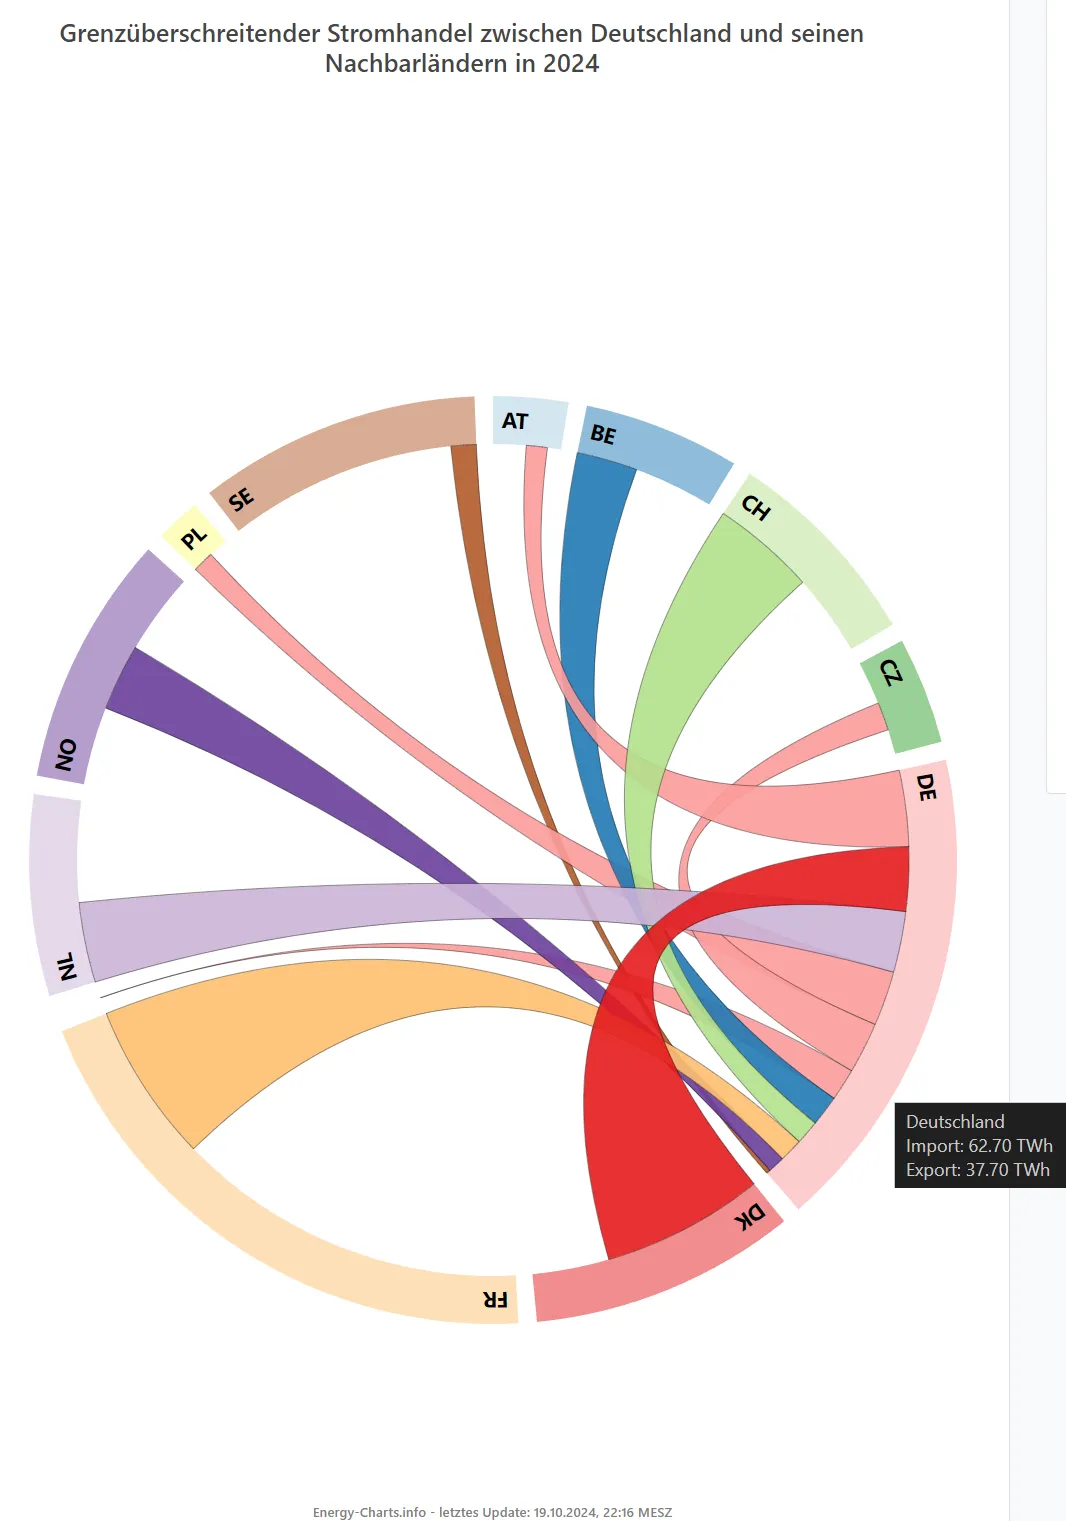 Grenzüberschreitender Stromhandel zwischen Deutschland und seinen
Nachbarländern in 2024
AT
BE
CH
CZ
DE
DK
FR
NL
NO
PL
SE
Deutschland
Import: 62.70 TWh
Export: 37.70 TWh
Energy-Charts.info - letztes Update: 19.10.2024, 22:16 MESZ